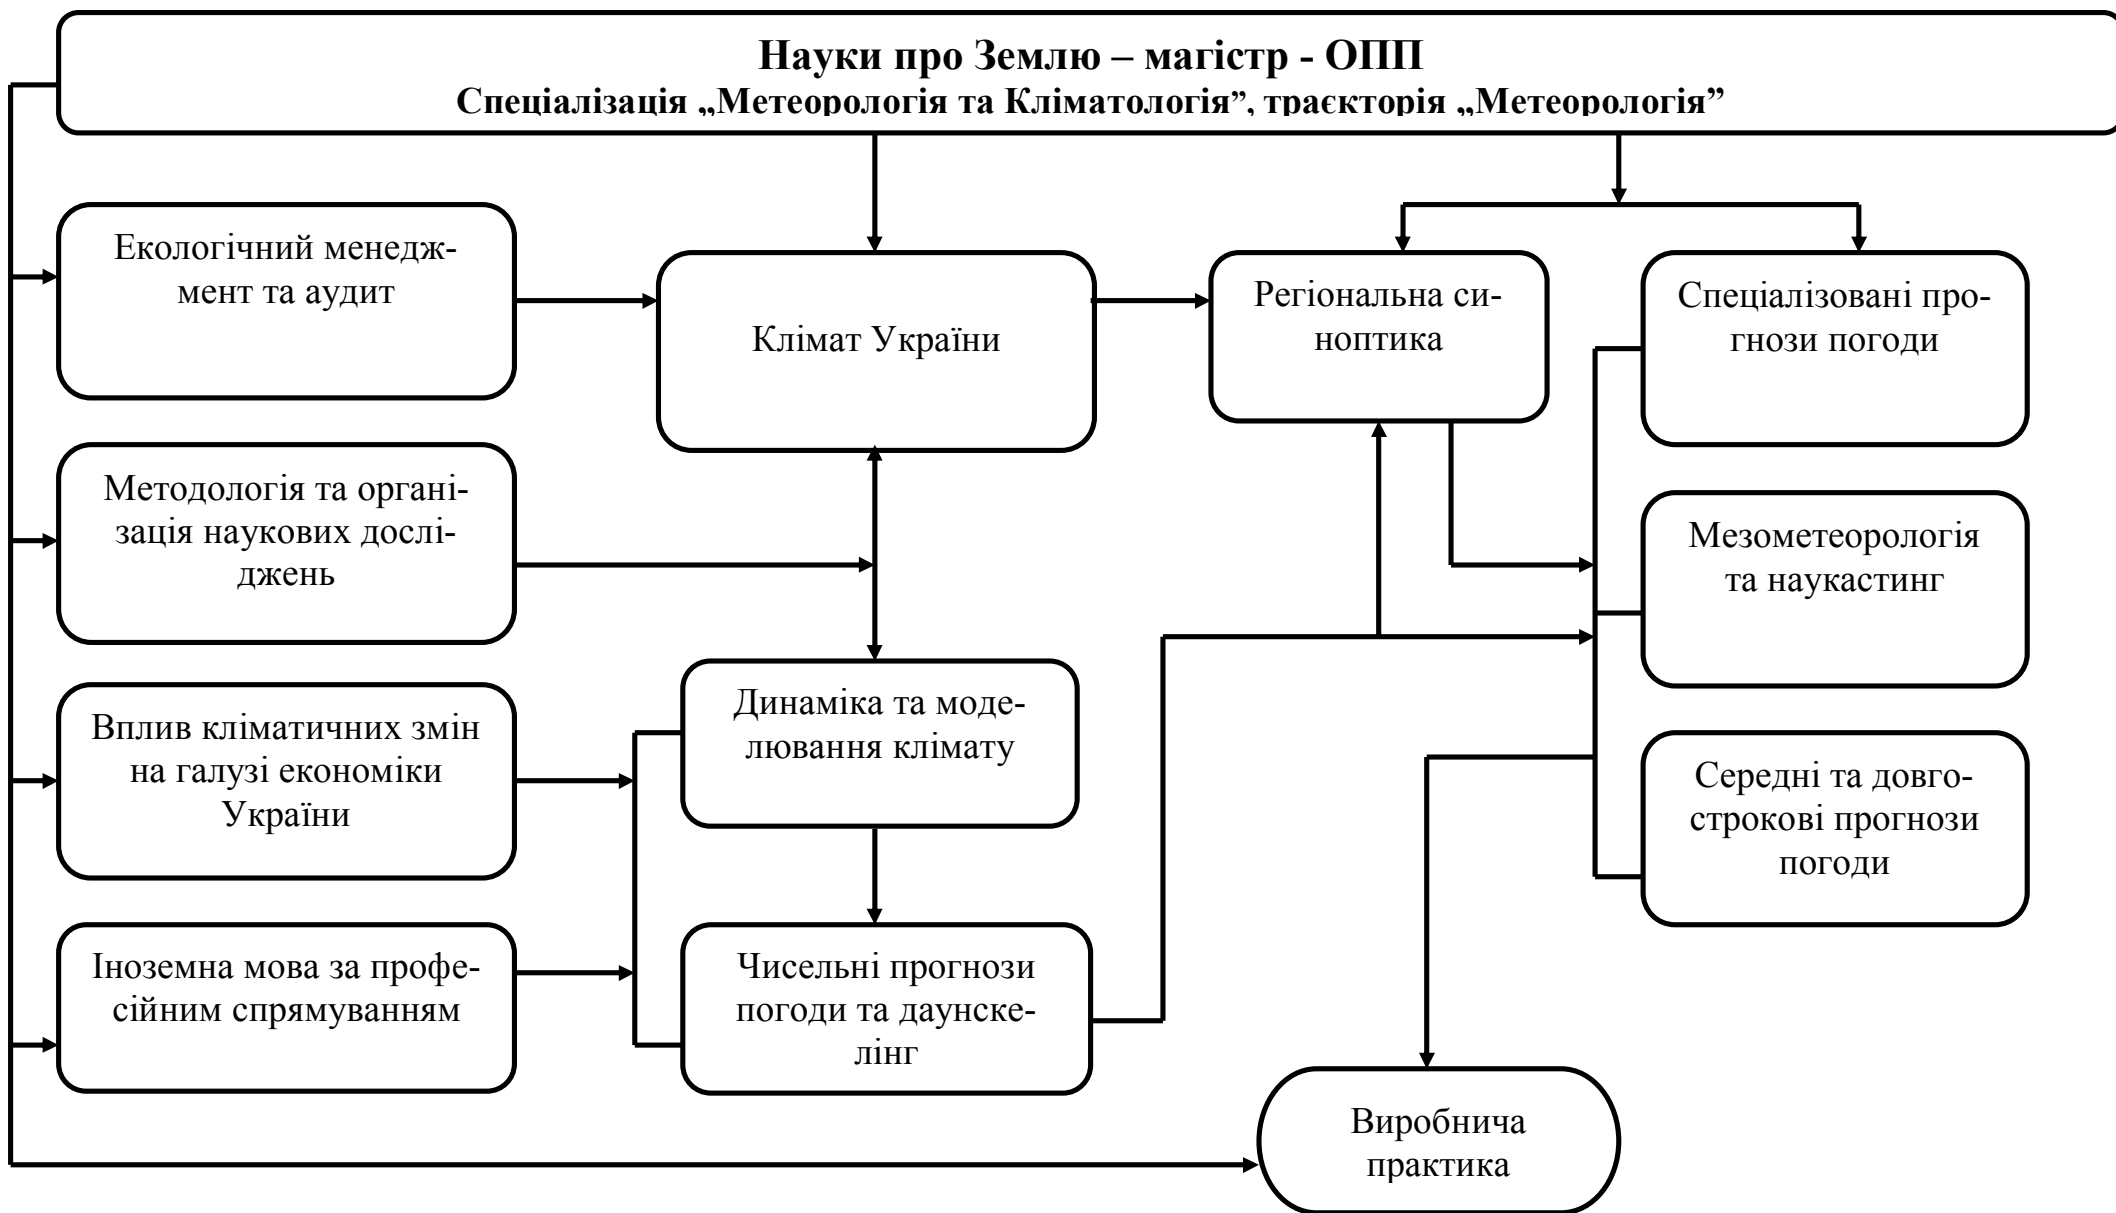 Науки про Землю – магістр - ОПП
Спеціалізація „Метеорологія та Кліматологія”, траєкторія „Метеорологія”
Екологічний менедж-
мент та аудит
Клімат України
Регіональна си-
ноптика
Спеціалізовані про-
гнози погоди
Методологія та органі-
зація наукових дослі-
джень
Мезометеорологія
та наукастинг
Вплив кліматичних змін
на галузі економіки
України
Динаміка та моде-
лювання клімату
Середні та довго-
строкові прогнози
погоди
Іноземна мова за профе-
сійним спрямуванням
Чисельні прогнози
погоди та даунске-
лінг
Виробнича
практика